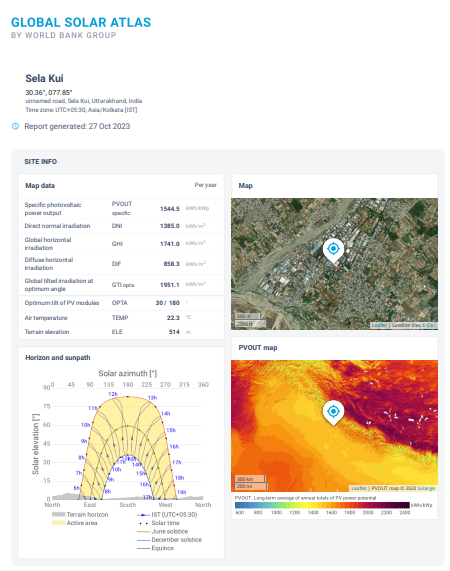 GLOBAL SOLAR ATLAS
BY WORLD BANK GROUP
Sela Kui
30.36°, 077.85°
unnamed road, Sela Kui, Uttarakhand, India
Time zone: UTC+05:30, Asia/Kolkata [IST]
Report generated: 27 Oct 2023
SITE INFO
Map data Per year
Specific photovoltaic power output PVOUT specific 1544.5 kWh/kWp
Direct normal irradiation DNI 1385.0 kWh/m²
Global horizontal irradiation GHI 1741.0 kWh/m²
Diffuse horizontal irradiation DIF 858.3 kWh/m²
Global tilted irradiation at optimum angle GTI opta 1951.1 kWh/m²
Optimum tilt of PV modules OPTA 30 / 180 °
Air temperature TEMP 22.3 °C
Terrain elevation ELE 514 m
Map
500 m
2000 ft
Leaflet | Satellite tiles © Esri
PVOUT map
300 km
200 mi
Leaflet | PVOUT map © 2023 Solargis
PVOUT: Long-term average of annual totals of PV power potential
600 800 1000 1200 1400 1600 1800 2000 2200 2400 kWh/kWp
Horizon and sunpath
Solar azimuth [°]
0 45 90 135 180 225 270 315 360
Solar elevation [°]
90
75
60
45
30
15
0
12h 13h
11h 14h
10h 15h
9h 16h
8h 17h
7h 18h
6h 19h
North East South West North
Terrain horizon
Active area
IST (UTC+05:30)
Solar time
June solstice
December solstice
Equinox